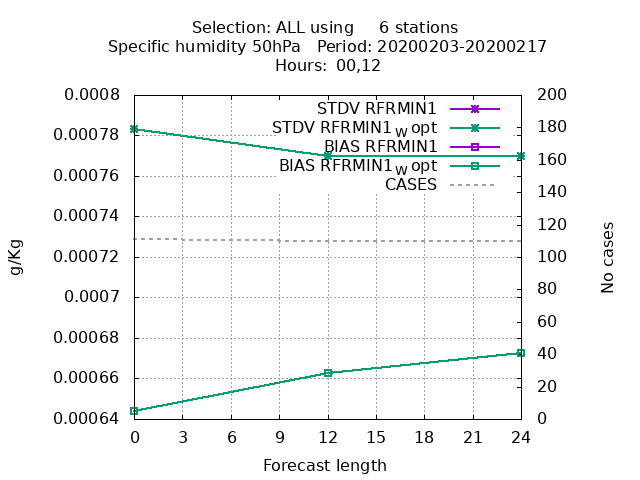 Selection: ALL using     6 stations
Specific humidity 50hPa   Period: 20200203-20200217
Hours: 00,12
STDV RFRMIN1
STDV RFRMIN1_w opt
BIAS RFRMIN1
BIAS RFRMIN1_w opt
CASES
0.0008
0.00078
0.00076
0.00074
0.00072
0.0007
0.00068
0.00066
0.00064
g/Kg
200
180
160
140
120
100
80
60
40
20
0
No cases
0 3 6 9 12 15 18 21 24
Forecast length